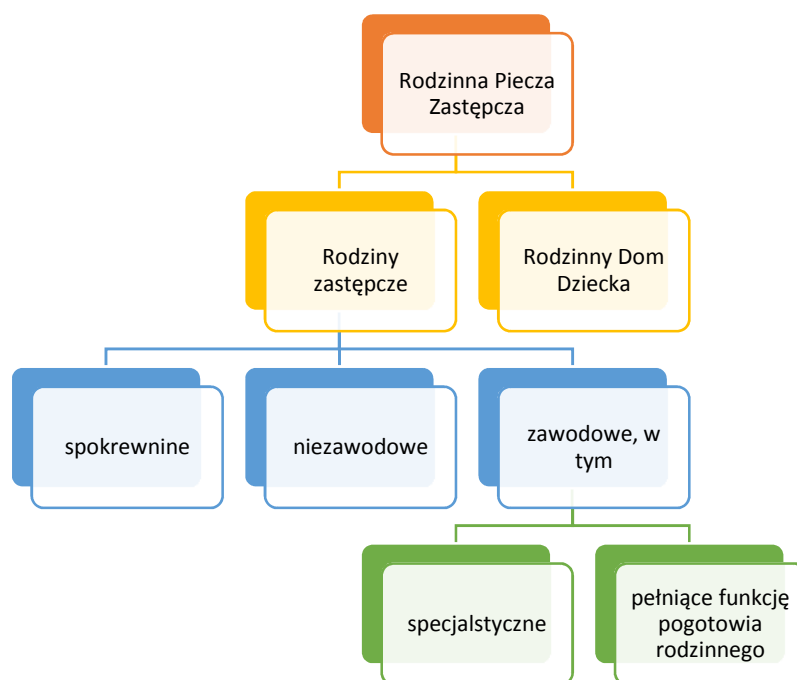 Rodzinna Piecza
Zastępcza
Rodziny
zastępcze
Rodzinny Dom
Dziecka
spokrewnine
niezawodowe
zawodowe, w
tym
specjalstyczne
pełniące funkcję
pogotowia
rodzinnego